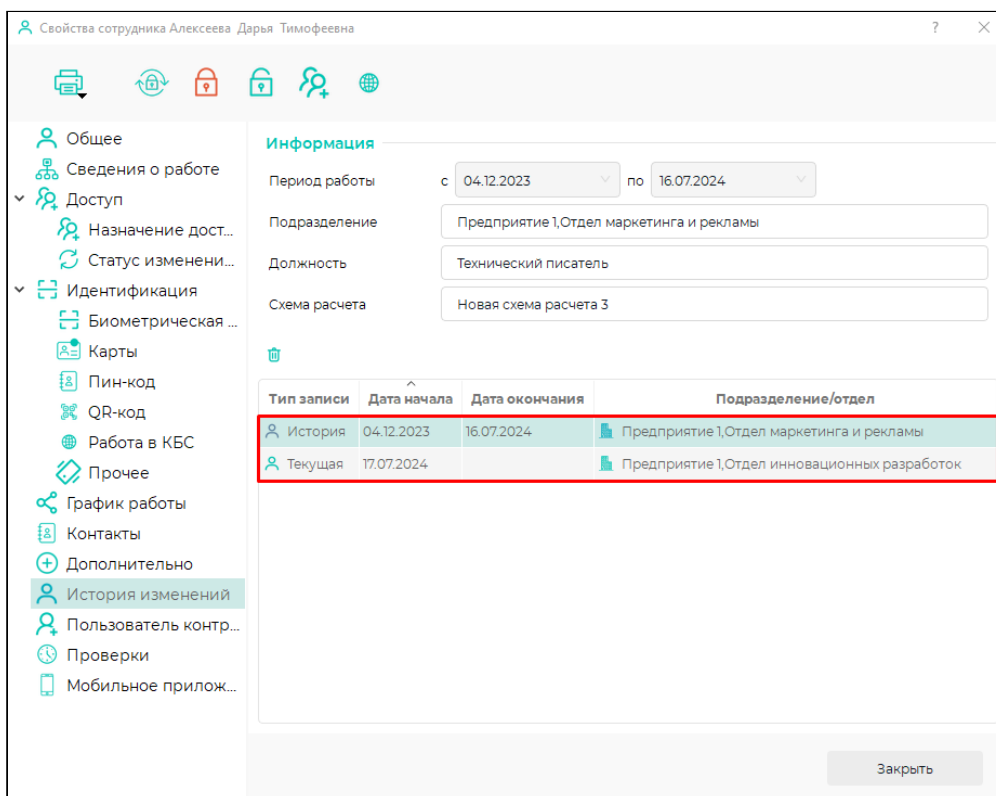 Свойства сотрудника Алексеева Дарья Тимофеевна ?
Общее
Сведения о работе
Доступ
Назначение дост...
Статус изменени...
Идентификация
Биометрическая ...
Карты
Пин-код
QR-код
Работа в КБС
Прочее
График работы
Контакты
Дополнительно
История изменений
Пользователь контр...
Проверки
Мобильное прилож...
Информация
Период работы с 04.12.2023 по 16.07.2024
Подразделение Предприятие 1,Отдел маркетинга и рекламы
Должность Технический писатель
Схема расчета Новая схема расчета 3
Тип записи Дата начала Дата окончания Подразделение/отдел
История 04.12.2023 16.07.2024 Предприятие 1,Отдел маркетинга и рекламы
Текущая 17.07.2024 Предприятие 1,Отдел инновационных разработок
Закрыть